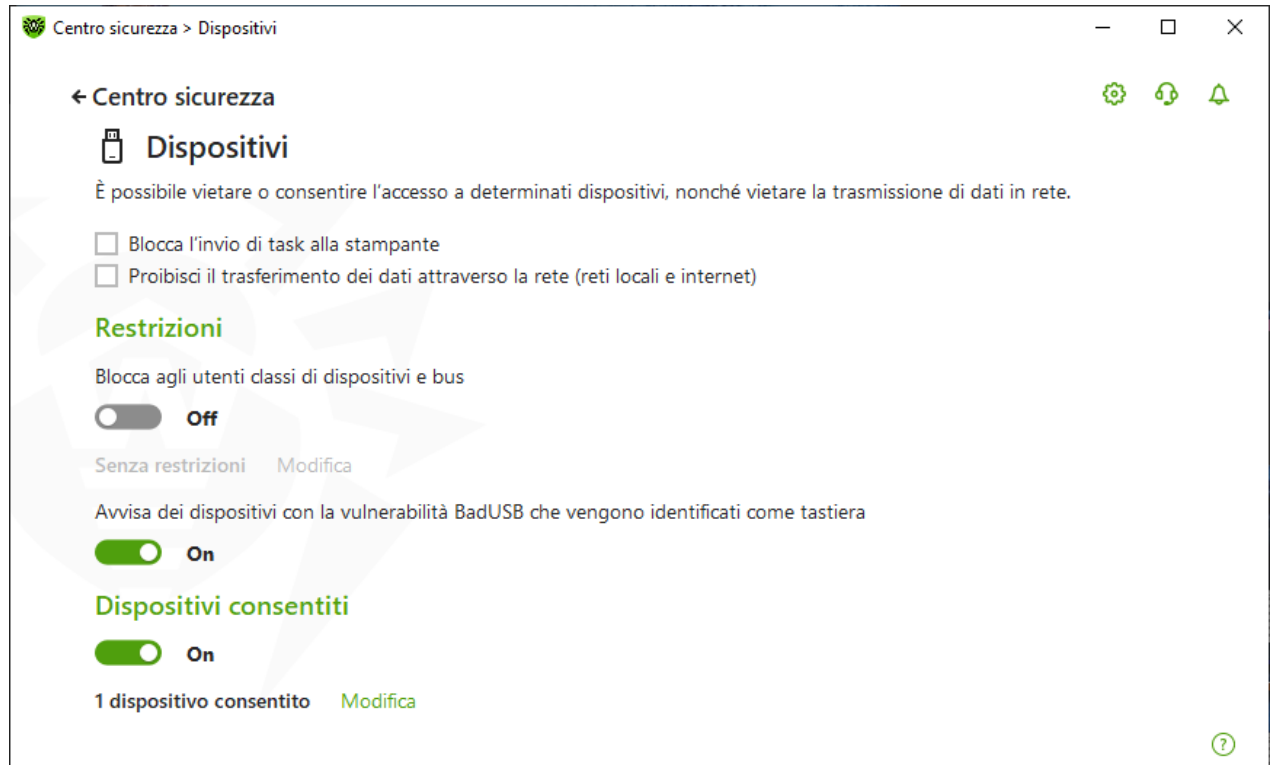 Centro sicurezza > Dispositivi
Centro sicurezza
Dispositivi
È possibile vietare o consentire l'accesso a determinati dispositivi, nonché vietare la trasmissione di dati in rete.
Blocca l'invio di task alla stampante
Proibisci il trasferimento dei dati attraverso la rete (reti locali e internet)
Restrizioni
Blocca agli utenti classi di dispositivi e bus
Off
Senza restrizioni Modifica
Avvisa dei dispositivi con la vulnerabilità BadUSB che vengono identificati come tastiera
On
Dispositivi consentiti
On
1 dispositivo consentito Modifica